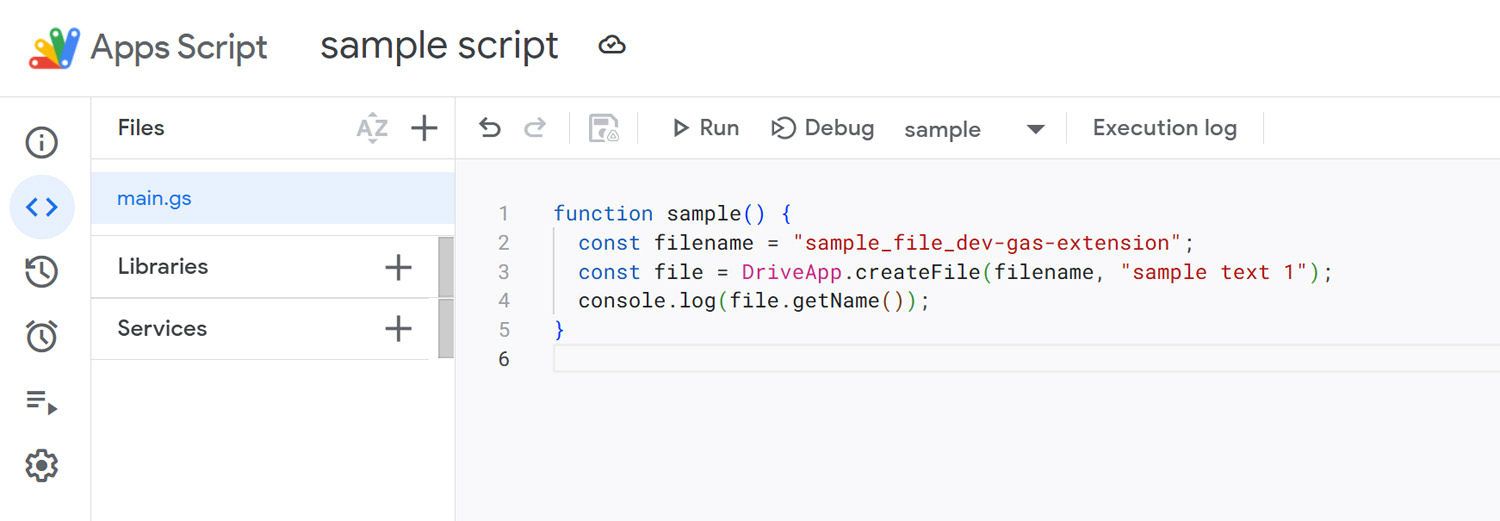 Apps Script sample script
Files AZ
Run Debug sample Execution log
main.gs
Libraries
Services
1 function sample() {
2   const filename = "sample_file_dev-gas-extension";
3   const file = DriveApp.createFile(filename, "sample text 1");
4   console.log(file.getName());
5 }
6